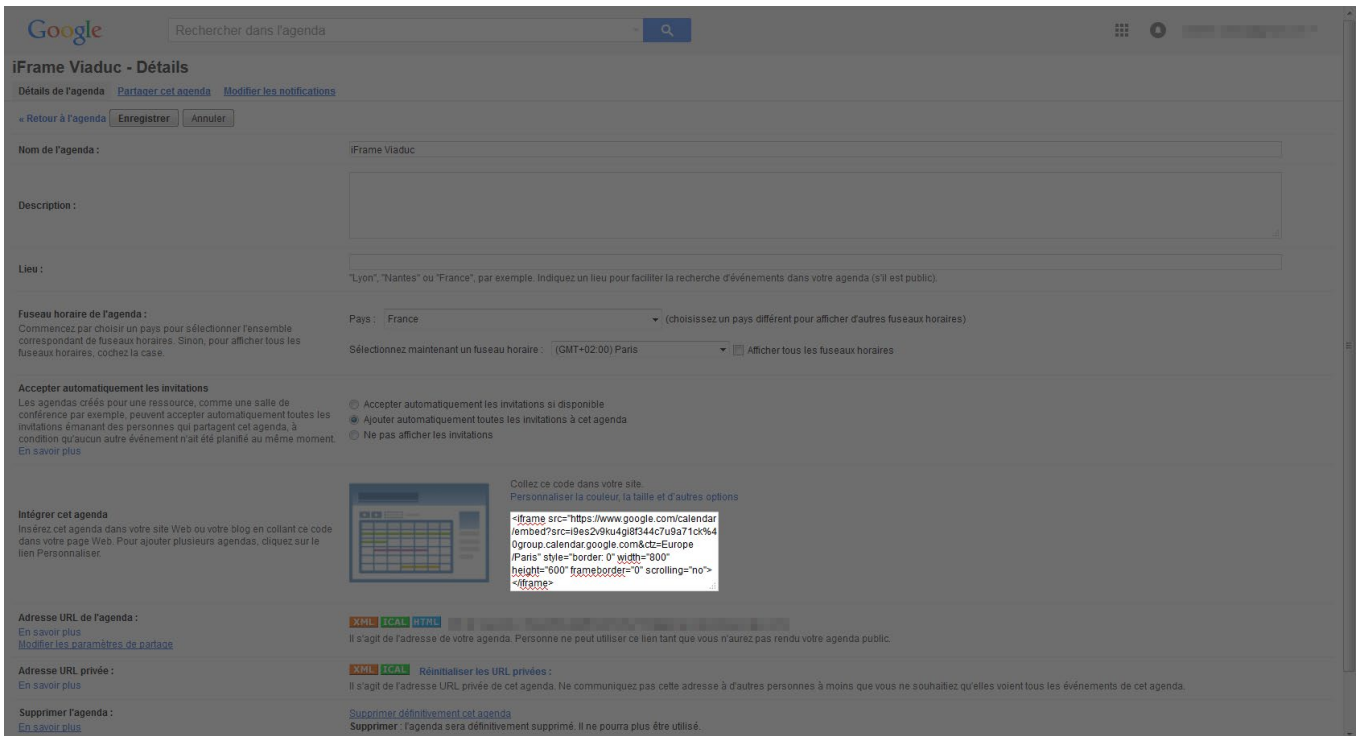 Google
Rechercher dans l'agenda
iFrame Viaduc - Détails
Détails de l'agenda Partager cet agenda Modifier les notifications
« Retour à l'agenda Enregistrer Annuler
Nom de l'agenda : iFrame Viaduc
Description :
Lieu :
"Lyon", "Nantes" ou "France", par exemple. Indiquez un lieu pour faciliter la recherche d'événements dans votre agenda (s'il est public).
Fuseau horaire de l'agenda :
Commencez par choisir un pays pour sélectionner l'ensemble
correspondant de fuseaux horaires. Sinon, pour afficher tous les
fuseaux horaires, cochez la case.
Pays : France (choisissez un pays différent pour afficher d'autres fuseaux horaires)
Sélectionnez maintenant un fuseau horaire : (GMT+02:00) Paris Afficher tous les fuseaux horaires
Accepter automatiquement les invitations
Les agendas créés pour une ressource, comme une salle de
conférence par exemple, peuvent accepter automatiquement toutes les
invitations émanant des personnes qui partagent cet agenda, à
condition qu'aucun autre événement n'ait été planifié au même moment.
En savoir plus
Accepter automatiquement les invitations si disponible
Ajouter automatiquement toutes les invitations à cet agenda
Ne pas afficher les invitations
Intégrer cet agenda
Insérez cet agenda dans votre site Web ou votre blog en collant ce code
dans votre page Web. Pour ajouter plusieurs agendas, cliquez sur le
lien Personnaliser.
Collez ce code dans votre site.
Personnaliser la couleur, la taille et d'autres options
<iframe src="https://www.google.com/calendar
/embed?src=i9es2v9ku4gi8f344c7u9a71ck%4
0group.calendar.google.com&ctz=Europe
/Paris" style="border: 0" width="800"
height="600" frameborder="0" scrolling="no">
</iframe>
Adresse URL de l'agenda :
En savoir plus
Modifier les paramètres de partage
XML ICAL HTML
Il s'agit de l'adresse de votre agenda. Personne ne peut utiliser ce lien tant que vous n'aurez pas rendu votre agenda public.
Adresse URL privée :
En savoir plus
XML ICAL Réinitialiser les URL privées :
Il s'agit de l'adresse URL privée de cet agenda. Ne communiquez pas cette adresse à d'autres personnes à moins que vous ne souhaitiez qu'elles voient tous les événements de cet agenda.
Supprimer l'agenda :
En savoir plus
Supprimer définitivement cet agenda
Supprimer : l'agenda sera définitivement supprimé. Il ne pourra plus être utilisé.